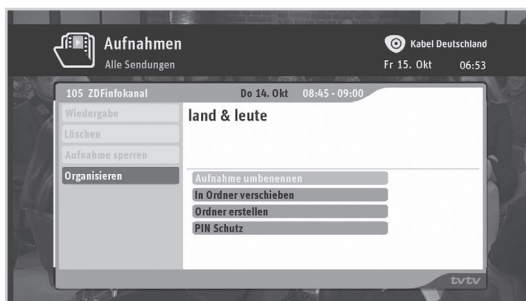 Aufnahmen
Alle Sendungen
Kabel Deutschland
Fr 15. Okt 06:53
105 ZDFinfokanal Do 14. Okt 08:45 - 09:00
Wiedergabe
Löschen
Aufnahme sperren
Organisieren
land & leute
Aufnahme umbenennen
In Ordner verschieben
Ordner erstellen
PIN Schutz
tvtv